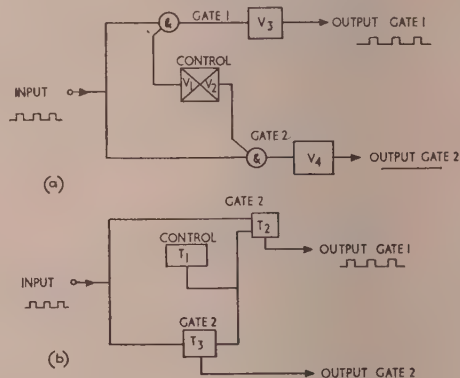 GATE 1
&
V3
OUTPUT GATE 1
CONTROL
V1 V2
INPUT
GATE 2
&
V4
OUTPUT GATE 2
(a)
GATE 2
CONTROL
T2
T1
OUTPUT GATE 1
INPUT
GATE 2
T3
(b)
OUTPUT GATE 2